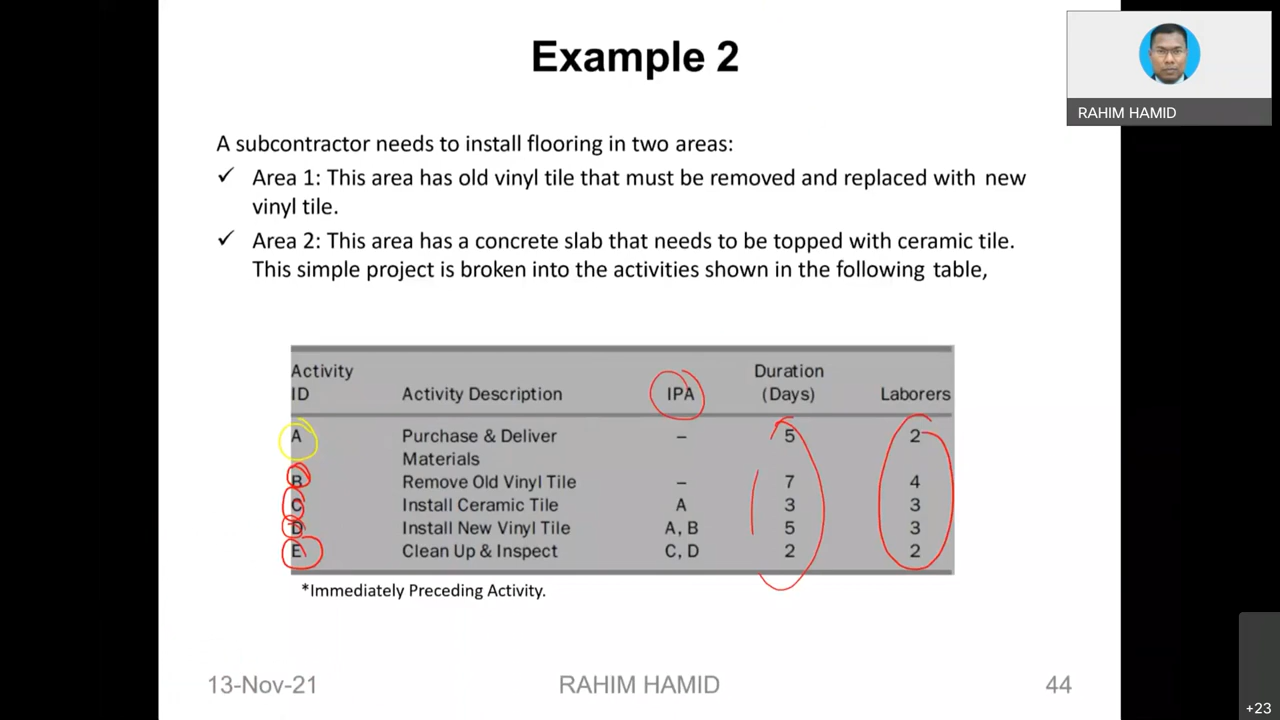 Example 2
RAHIM HAMID
A subcontractor needs to install flooring in two areas:
✓ Area 1: This area has old vinyl tile that must be removed and replaced with new
vinyl tile.
✓ Area 2: This area has a concrete slab that needs to be topped with ceramic tile.
This simple project is broken into the activities shown in the following table,
Activity Duration
ID Activity Description IPA (Days) Laborers
A Purchase & Deliver – 5 2
Materials
B Remove Old Vinyl Tile – 7 4
C Install Ceramic Tile A 3 3
D Install New Vinyl Tile A, B 5 3
E Clean Up & Inspect C, D 2 2
*Immediately Preceding Activity.
13-Nov-21 RAHIM HAMID 44
+23